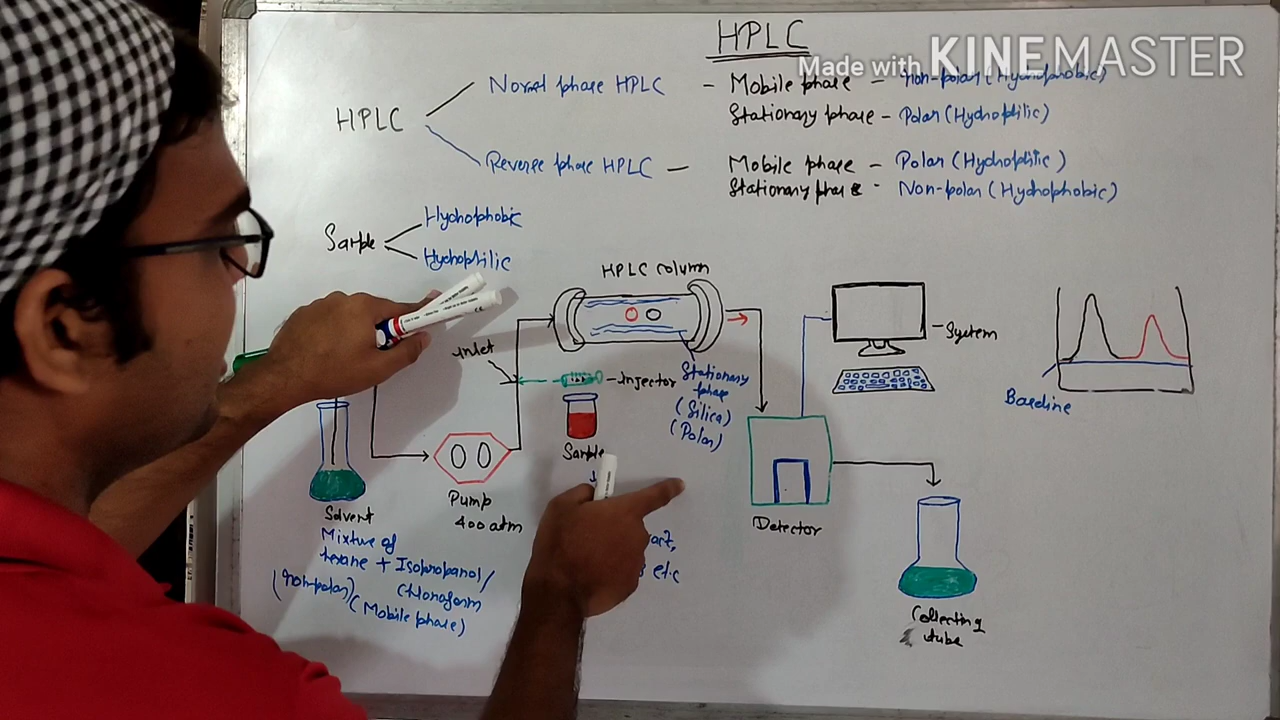 HPLC
Made with KINEMASTER
HPLC
Normal phase HPLC - Mobile phase - Non-polar (Hydrophobic)
Stationary phase - Polar (Hydrophilic)
Reverse phase HPLC - Mobile phase - Polar (Hydrophilic)
Stationary phase - Non-polar (Hydrophobic)
Sample
Hydrophobic
Hydrophilic
HPLC column
Inlet
Injector
Stationary
phase
(Silica)
(Polar)
System
Baseline
Sample
Pump
400 atm
Solvent
Mixture of
hexane + Isopropanol/
Chloroform
(Non-polar)
(Mobile phase)
etc
Detector
Collecting
tube